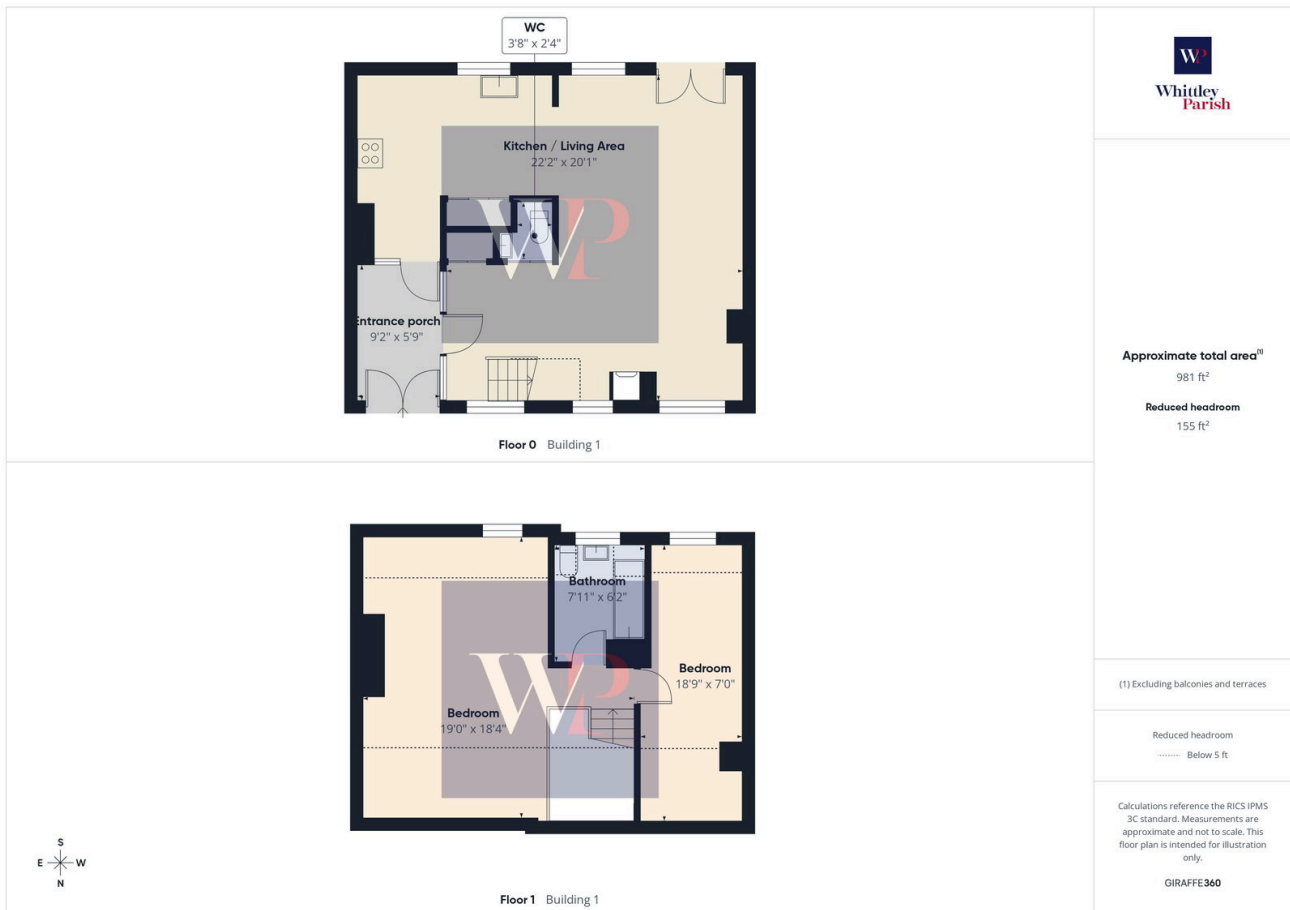 WC
3'8" x 2'4"
Kitchen / Living Area
22'2" x 20'1"
WP
Entrance porch
9'2" x 5'9"
Floor 0 Building 1
Bathroom
7'11" x 6'2"
Bedroom
18'9" x 7'0"
WP
Bedroom
19'0" x 18'4"
S
E W
N
Floor 1 Building 1
WP
Whittley
Parish
Approximate total area(1)
981 ft²
Reduced headroom
155 ft²
(1) Excluding balconies and terraces
Reduced headroom
Below 5 ft
Calculations reference the RICS IPMS
3C standard. Measurements are
approximate and not to scale. This
floor plan is intended for illustration
only.
GIRAFFE360